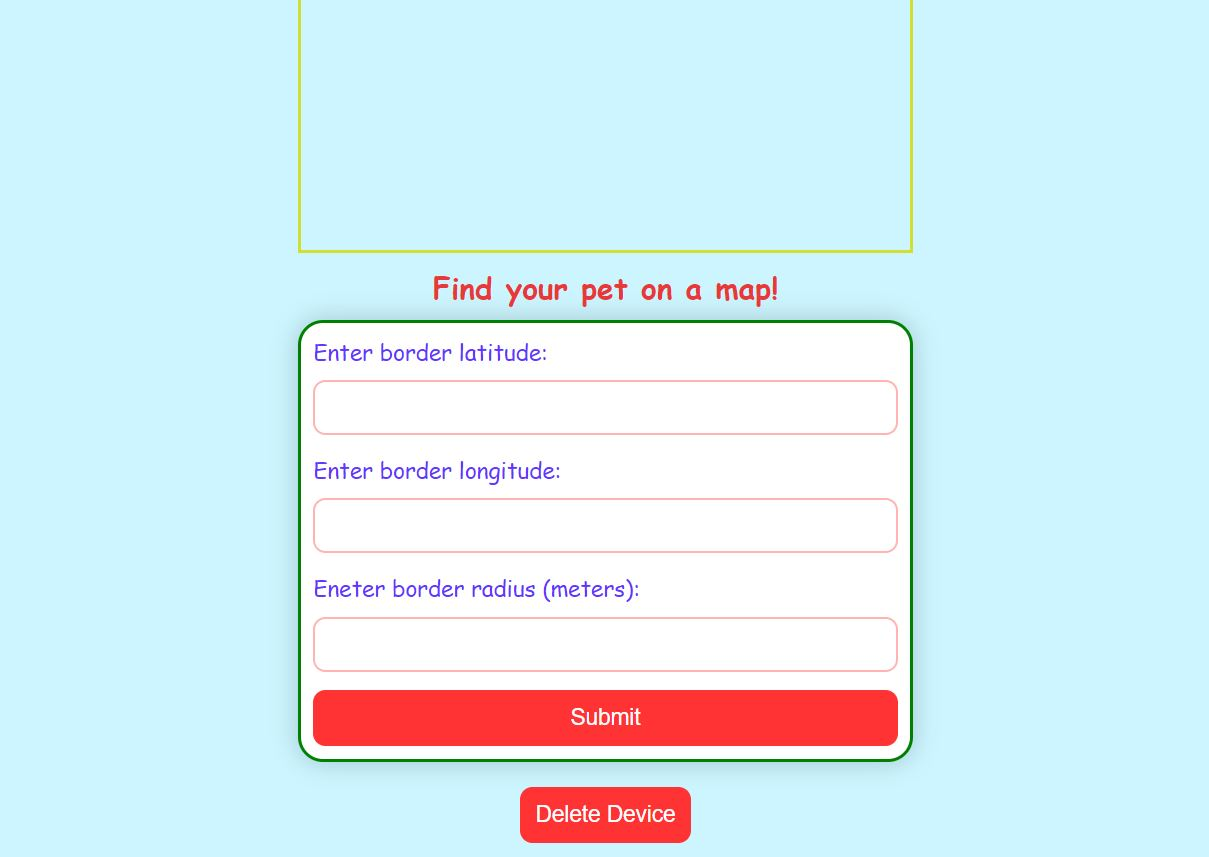 Find your pet on a map!
Enter border latitude:
Enter border longitude:
Eneter border radius (meters):
Submit
Delete Device